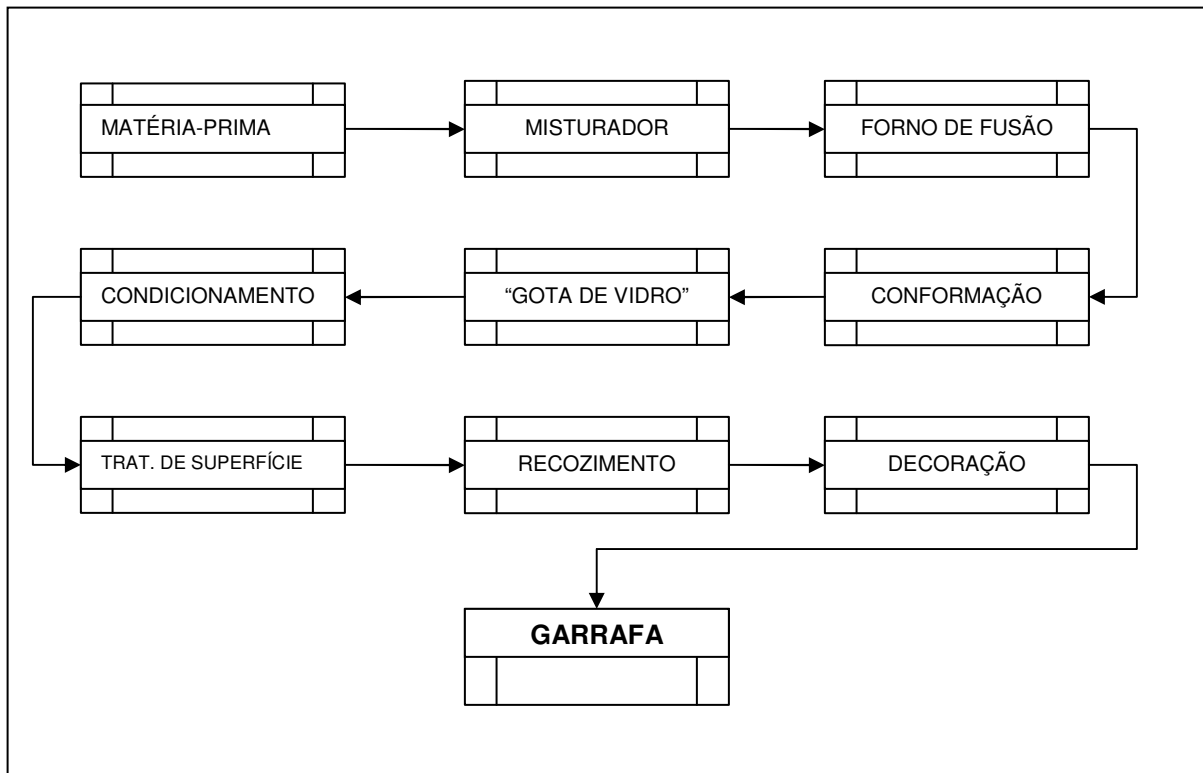 MATÉRIA-PRIMA
MISTURADOR
FORNO DE FUSÃO
CONFORMAÇÃO
“GOTA DE VIDRO”
CONDICIONAMENTO
TRAT. DE SUPERFÍCIE
RECOZIMENTO
DECORAÇÃO
GARRAFA